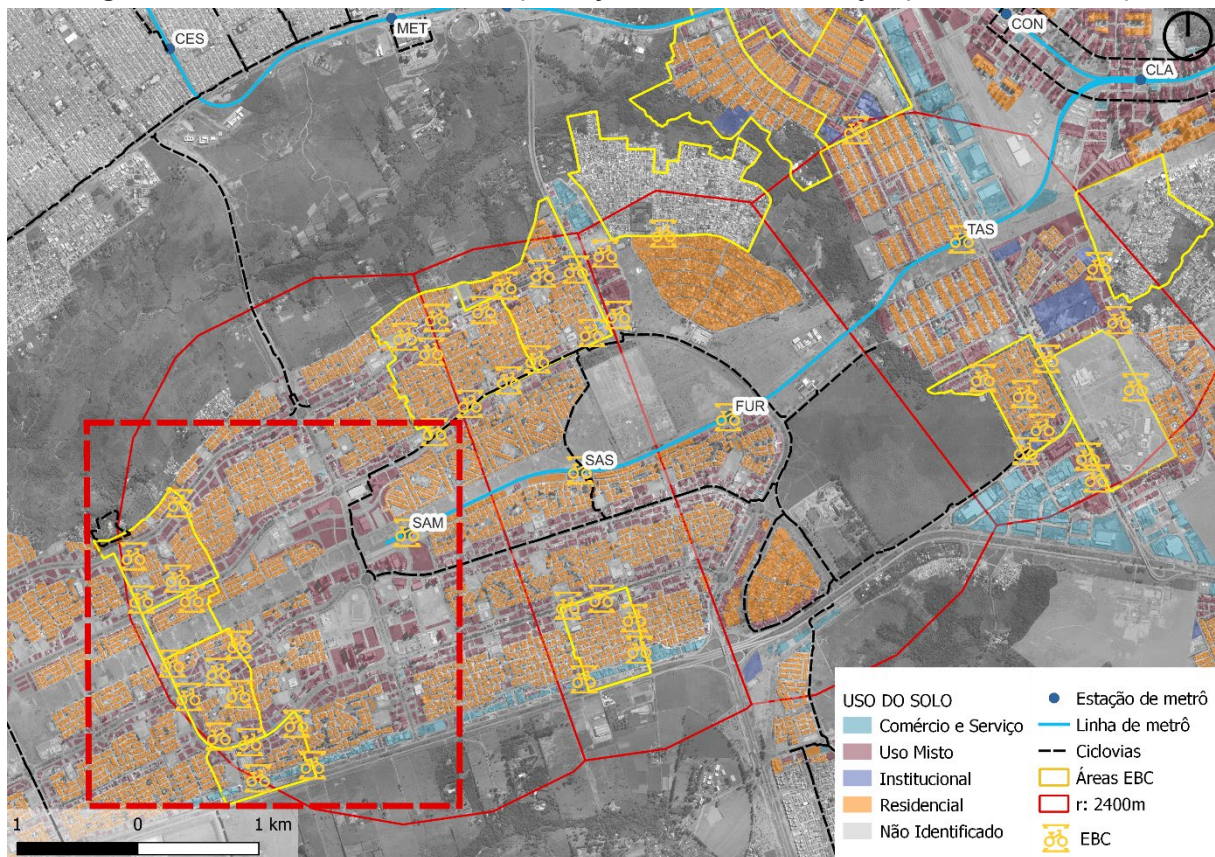 CES
MET
CON
CLA
TAS
FUR
SAS
SAM
USO DO SOLO
Comércio e Serviço
Uso Misto
Institucional
Residencial
Não Identificado
Estação de metrô
Linha de metrô
Ciclovias
Áreas EBC
r: 2400m
EBC
1 0 1 km